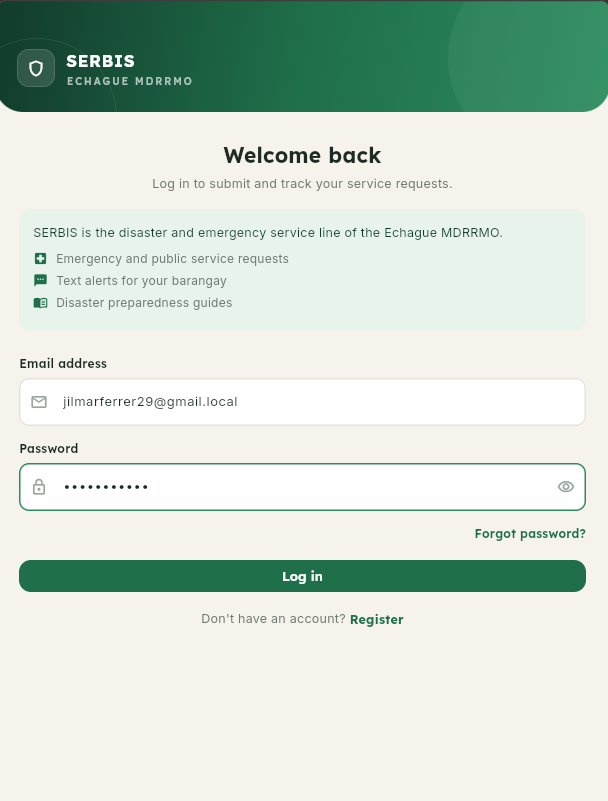 SERBIS
ECHAGUE MDRRMO
Welcome back
Log in to submit and track your service requests.
SERBIS is the disaster and emergency service line of the Echague MDRRMO.
Emergency and public service requests
Text alerts for your barangay
Disaster preparedness guides
Email address
jilmarferrer29@gmail.local
Password
•••••••••••
Forgot password?
Log in
Don't have an account? Register